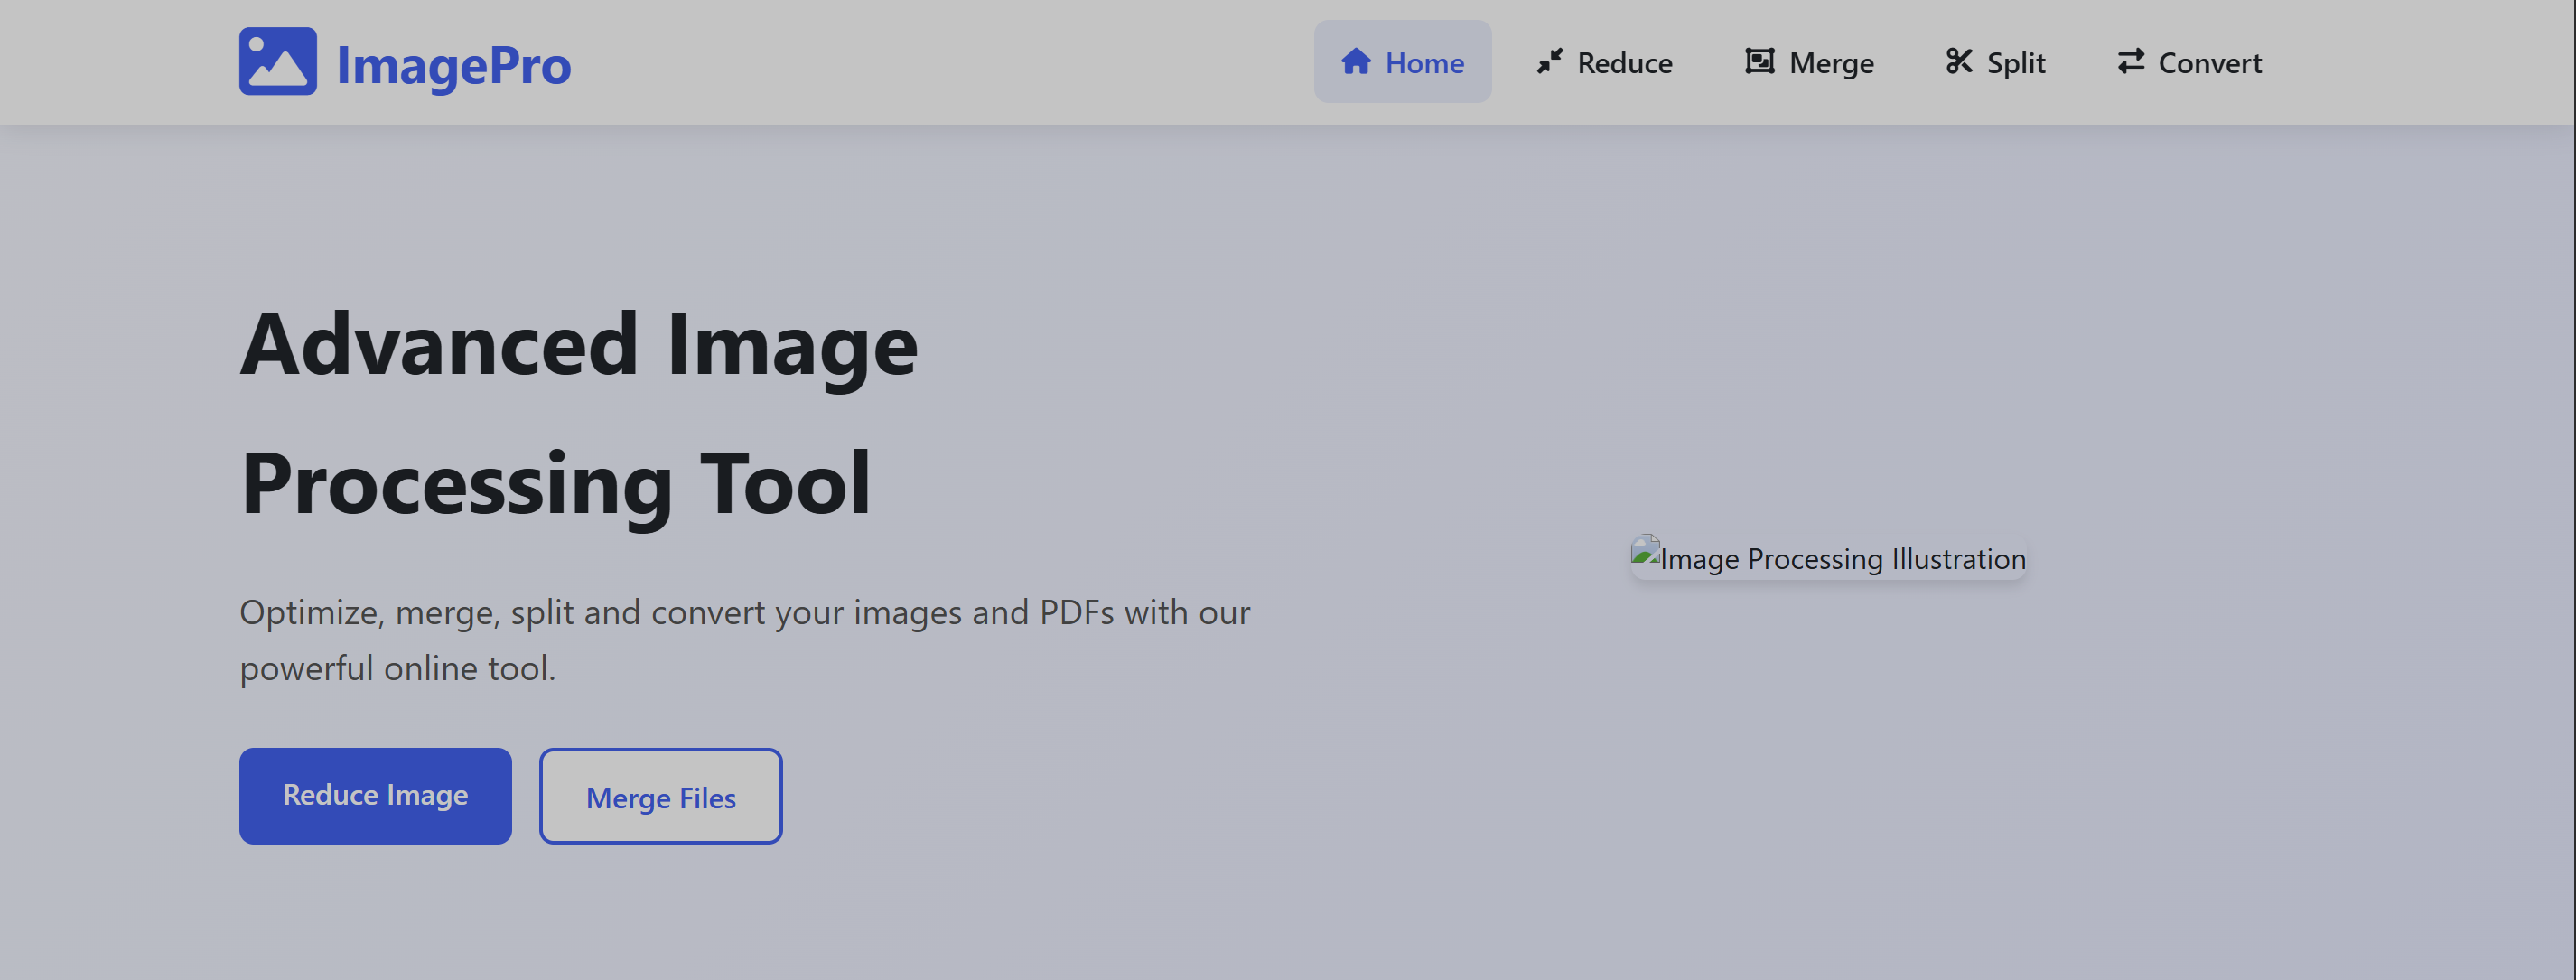 ImagePro
Home
Reduce
Merge
Split
Convert
Advanced Image
Processing Tool
Optimize, merge, split and convert your images and PDFs with our
powerful online tool.
Image Processing Illustration
Reduce Image
Merge Files